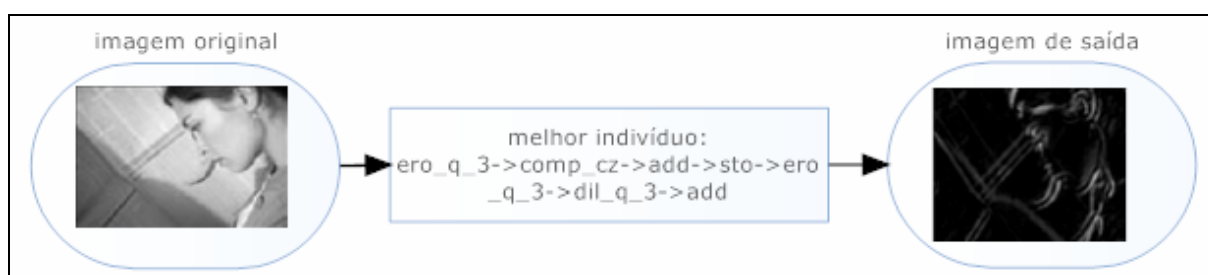 imagem original
imagem de saída
melhor indivíduo:
ero_q_3->comp_cz->add->sto->ero
_q_3->dil_q_3->add